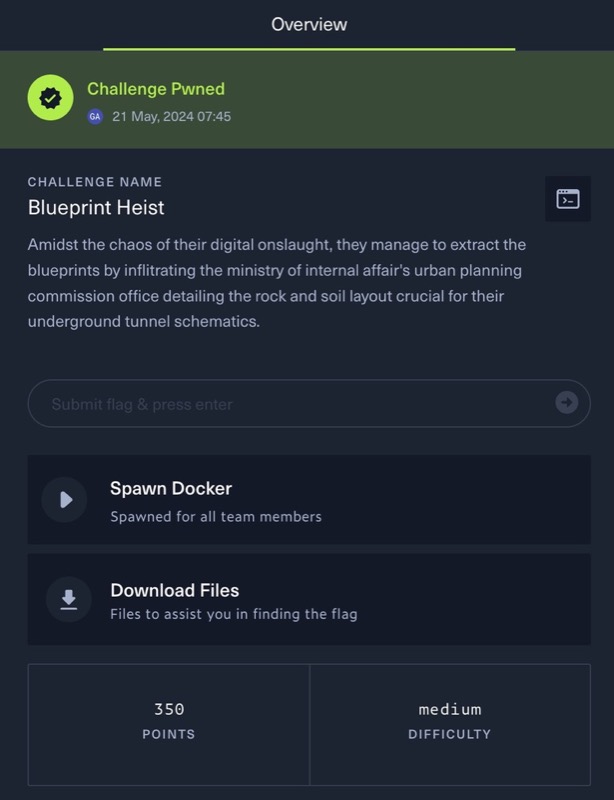 Overview
Challenge Pwned
GA 21 May, 2024 07:45
CHALLENGE NAME
Blueprint Heist
Amidst the chaos of their digital onslaught, they manage to extract the
blueprints by inflitrating the ministry of internal affair's urban planning
commission office detailing the rock and soil layout crucial for their
underground tunnel schematics.
Submit flag & press enter
Spawn Docker
Spawned for all team members
Download Files
Files to assist you in finding the flag
350
POINTS
medium
DIFFICULTY